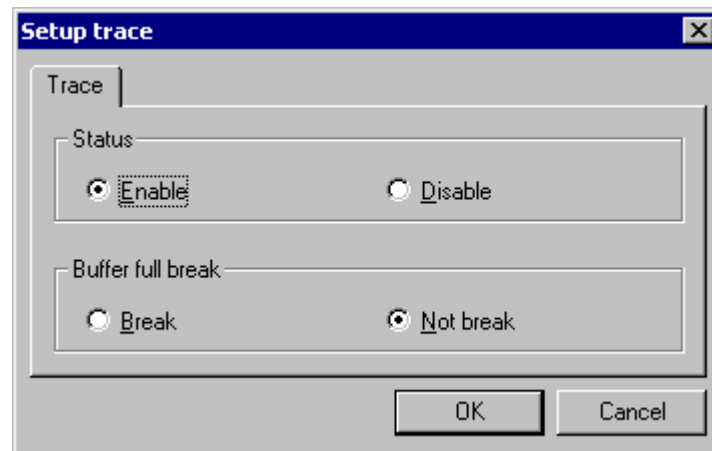 Setup trace
Trace
Status
Enable Disable
Buffer full break
Break Not break
OK Cancel